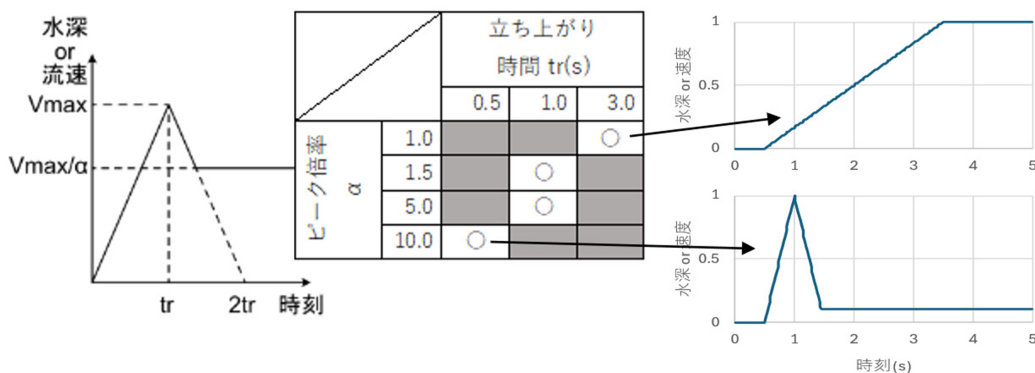 水深
or
流速
Vmax
Vmax/α
tr
2tr
時刻
立ち上がり
時間 tr(s)
0.5
1.0
3.0
ピーク倍率
α
1.0
○
1.5
○
5.0
○
10.0
○
水深 or 速度
1
0.5
0
0
1
2
3
4
5
水深 or 速度
1
0.5
1
0
1
2
3
4
5
時刻(s)